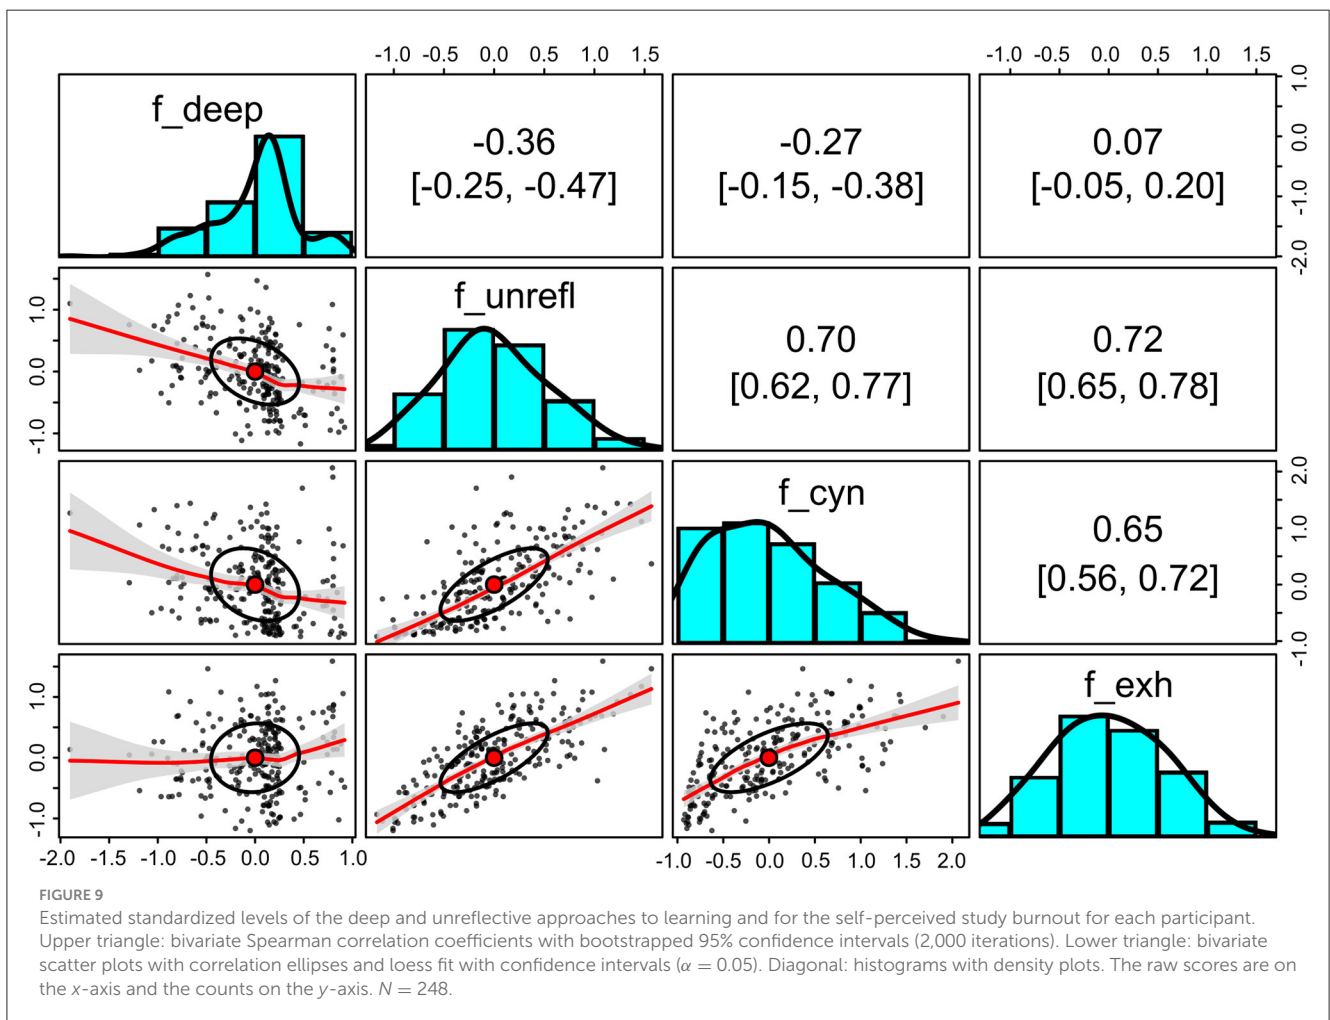 -1.0 -0.5 0.0 0.5 1.0 1.5
-1.0 -0.5 0.0 0.5 1.0 1.5
f_deep
-0.36
[-0.25, -0.47]
-0.27
[-0.15, -0.38]
0.07
[-0.05, 0.20]
1.0
0.0
-1.0
-2.0
1.0
0.0
-1.0
f_unrefl
0.70
[0.62, 0.77]
0.72
[0.65, 0.78]
f_cyn
0.65
[0.56, 0.72]
2.0
1.0
0.0
-1.0
1.0
0.0
-1.0
f_exh
-2.0 -1.5 -1.0 -0.5 0.0 0.5 1.0
-1.0 -0.5 0.0 0.5 1.0 1.5 2.0
FIGURE 9
Estimated standardized levels of the deep and unreflective approaches to learning and for the self-perceived study burnout for each participant.
Upper triangle: bivariate Spearman correlation coefficients with bootstrapped 95% confidence intervals (2,000 iterations). Lower triangle: bivariate
scatter plots with correlation ellipses and loess fit with confidence intervals (α = 0.05). Diagonal: histograms with density plots. The raw scores are on
the x-axis and the counts on the y-axis. N = 248.